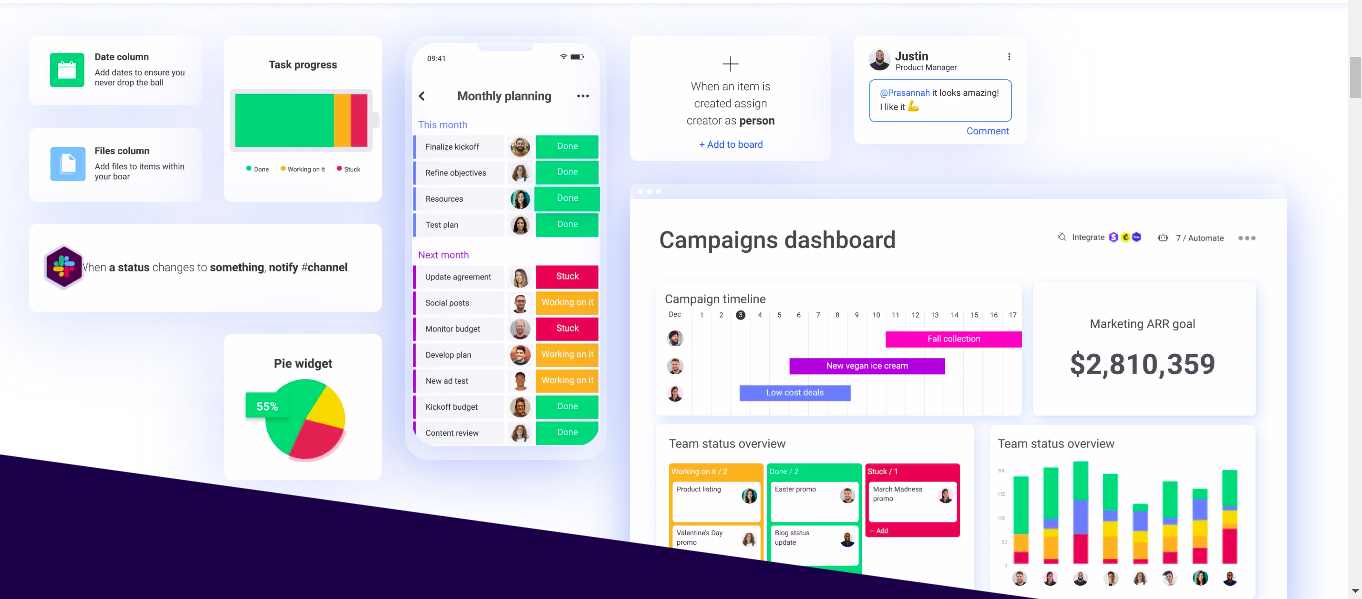 Date column
Add dates to ensure you
never drop the ball
Files column
Add files to items within
your boar
Task progress
Done
Working on it
Stuck
When a status changes to something, notify #channel
Pie widget
55%
09:41
Monthly planning
This month
Finalize kickoff
Done
Refine objectives
Done
Resources
Done
Test plan
Done
Next month
Update agreement
Stuck
Social posts
Working on it
Monitor budget
Stuck
Develop plan
Working on it
New ad test
Working on it
Kickoff budget
Done
Content review
Done
When an item is
created assign
creator as person
+ Add to board
Justin
Product Manager
@Prasannah it looks amazing!
I like it 💪
Comment
Campaigns dashboard
Integrate
7 / Automate
Campaign timeline
Dec 1 2 3 4 5 6 7 8 9 10 11 12 13 14 15 16 17
Fall collection
New vegan ice cream
Low cost deals
Marketing ARR goal
$2,810,359
Team status overview
Working on it / 2
Product listing
Valentine's Day
promo
Done / 2
Easter promo
Blog status
update
Stuck / 1
March Madness
promo
+ Add
Team status overview
200
150
100
50
0